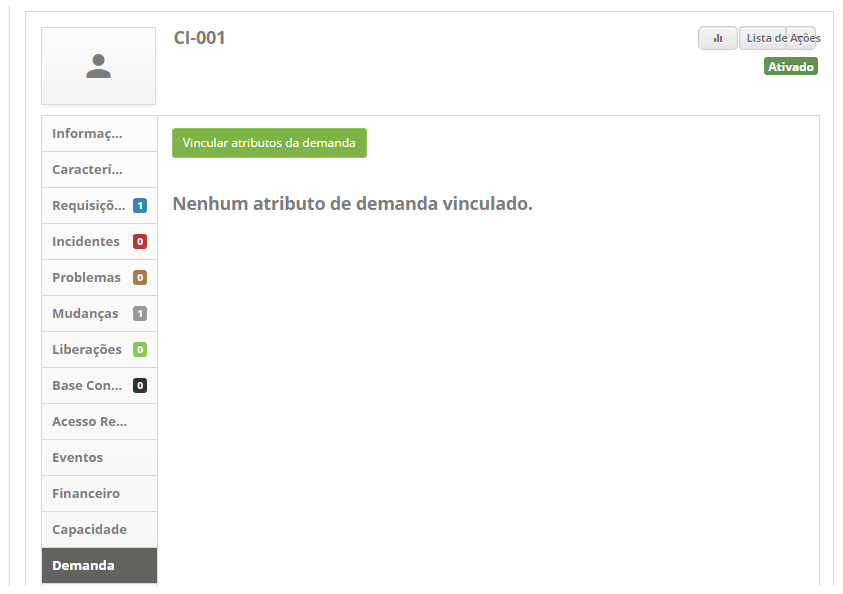 CI-001
Lista de Ações
Ativado
Informaç...
Caracterí...
Requisiçõ... 1
Incidentes 0
Problemas 0
Mudanças 1
Liberações 0
Base Con... 0
Acesso Re...
Eventos
Financeiro
Capacidade
Demanda
Vincular atributos da demanda
Nenhum atributo de demanda vinculado.